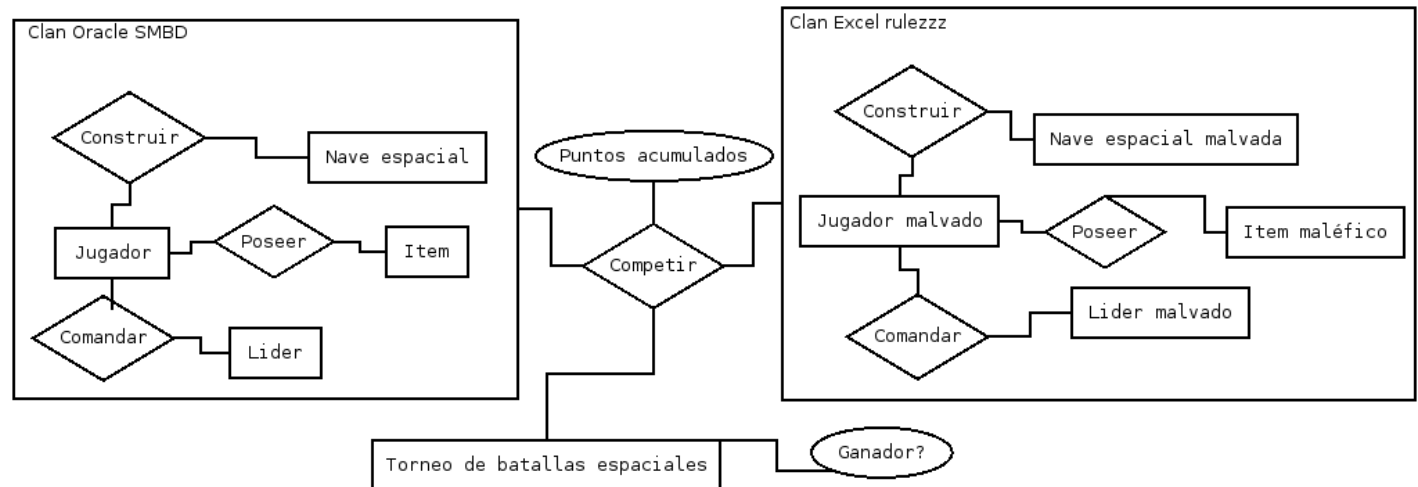 Clan Oracle SMBD
Construir
Nave espacial
Jugador
Poseer
Item
Comandar
Lider
Puntos acumulados
Competir
Clan Excel rulezzz
Construir
Nave espacial malvada
Jugador malvado
Poseer
Item maléfico
Comandar
Lider malvado
Torneo de batallas espaciales
Ganador?